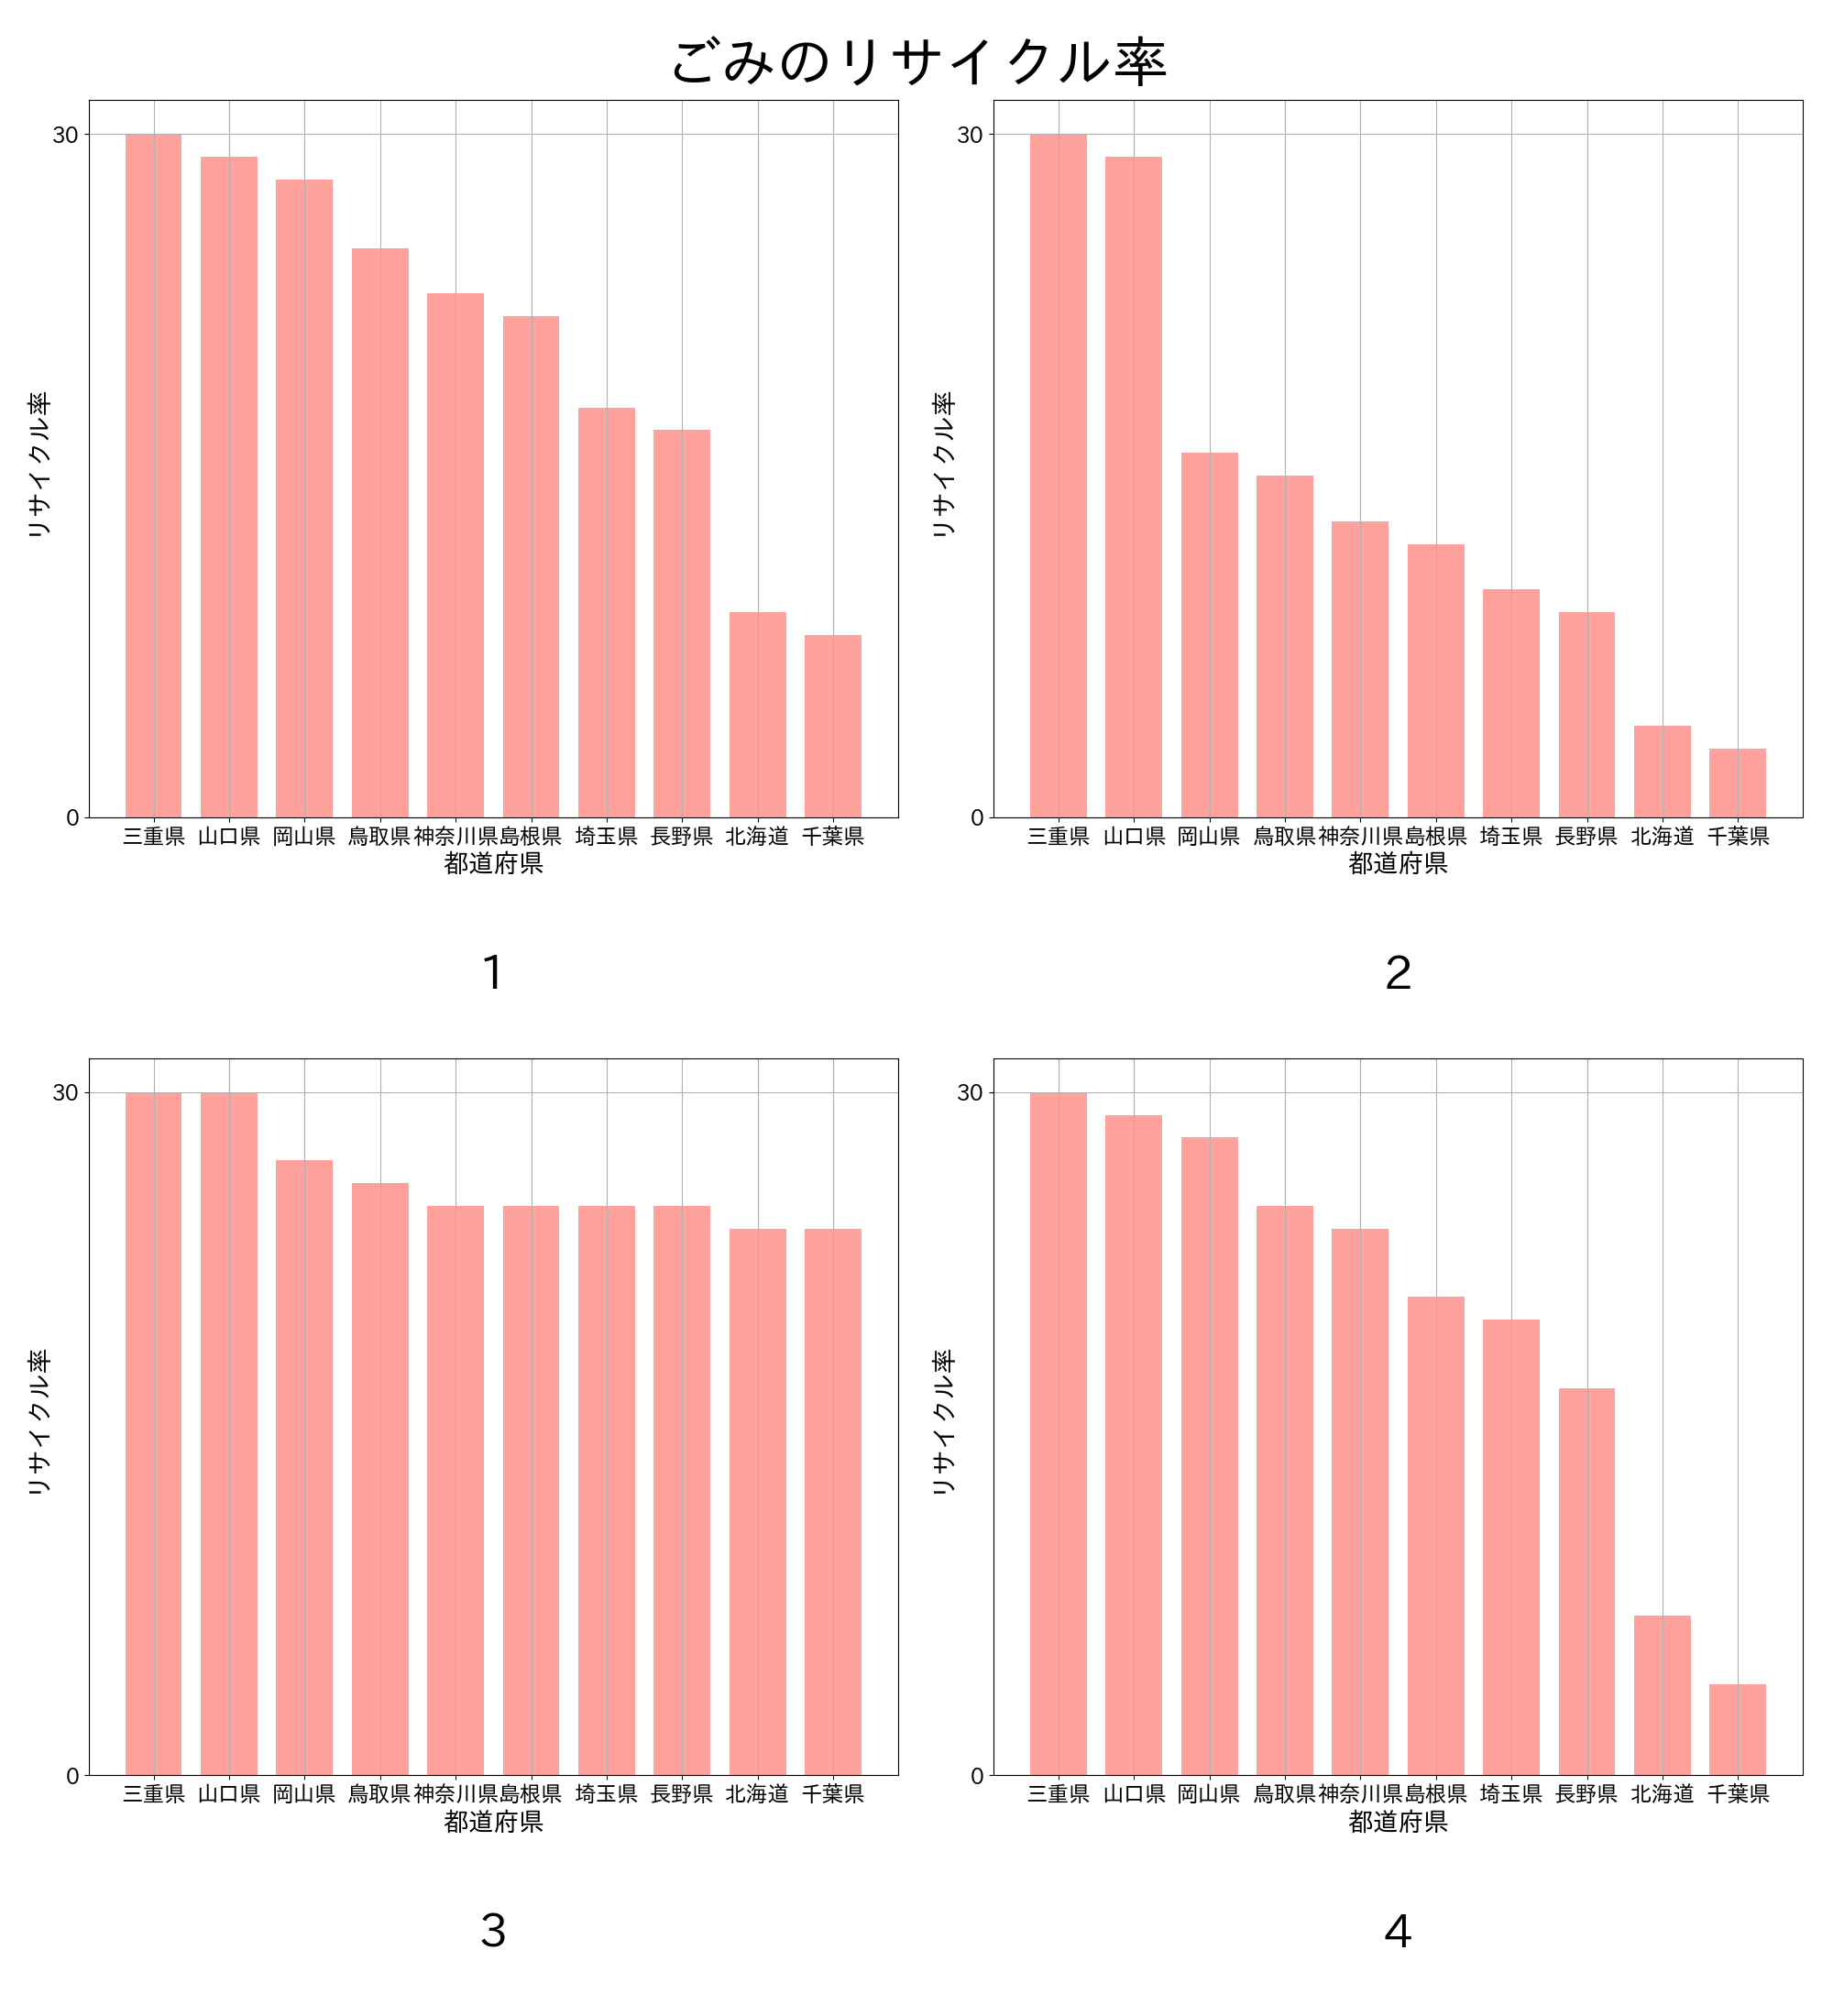 ごみのリサイクル率
30
0
リサイクル率
三重県 山口県 岡山県 鳥取県 神奈川県 島根県 埼玉県 長野県 北海道 千葉県
都道府県
1
30
0
リサイクル率
三重県 山口県 岡山県 鳥取県 神奈川県 島根県 埼玉県 長野県 北海道 千葉県
都道府県
2
30
0
リサイクル率
三重県 山口県 岡山県 鳥取県 神奈川県 島根県 埼玉県 長野県 北海道 千葉県
都道府県
3
30
0
リサイクル率
三重県 山口県 岡山県 鳥取県 神奈川県 島根県 埼玉県 長野県 北海道 千葉県
都道府県
4